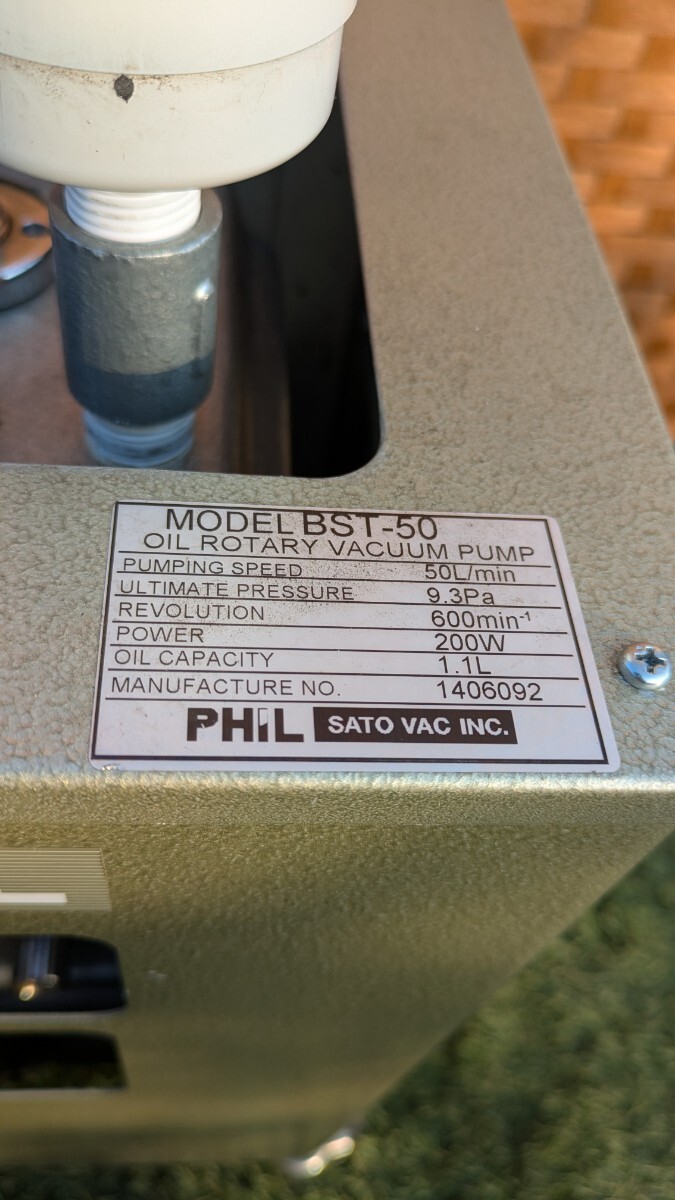 MODEL BST-50
OIL ROTARY VACUUM PUMP
PUMPING SPEED 50L/min
ULTIMATE PRESSURE 9.3Pa
REVOLUTION 600min⁻¹
POWER 200W
OIL CAPACITY 1.1L
MANUFACTURE NO. 1406092
PHIL SATO VAC INC.